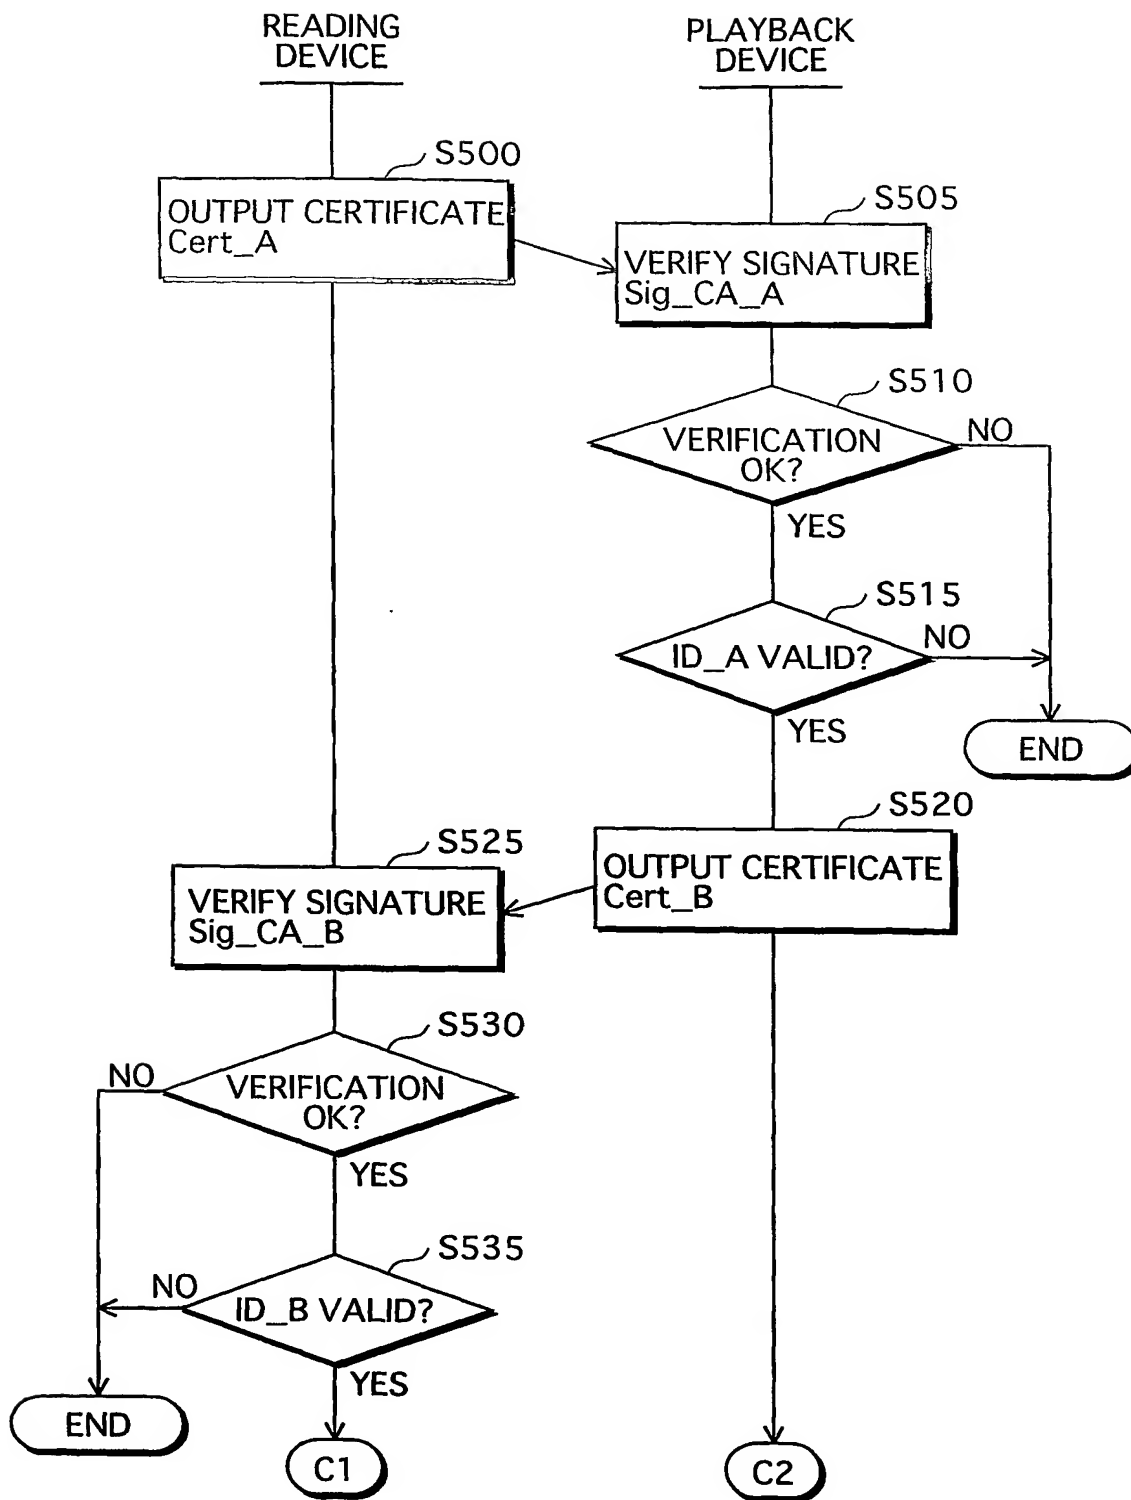 READING
DEVICE
PLAYBACK
DEVICE
S500
OUTPUT CERTIFICATE
Cert_A
S505
VERIFY SIGNATURE
Sig_CA_A
S510
VERIFICATION
OK?
NO
YES
S515
ID_A VALID?
NO
YES
END
S520
OUTPUT CERTIFICATE
Cert_B
S525
VERIFY SIGNATURE
Sig_CA_B
S530
VERIFICATION
OK?
NO
YES
S535
ID_B VALID?
NO
YES
END
C1
C2